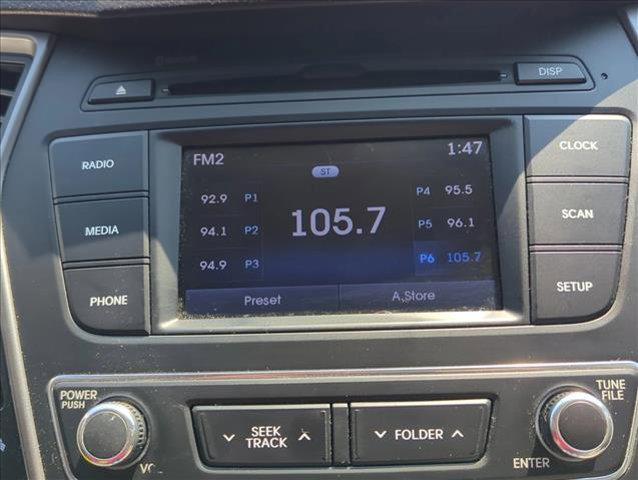 DISP
RADIO
MEDIA
PHONE
FM2
1:47
ST
92.9 P1
94.1 P2
94.9 P3
105.7
P4 95.5
P5 96.1
P6 105.7
Preset
A.Store
CLOCK
SCAN
SETUP
POWER
PUSH
VOL
SEEK
TRACK
FOLDER
TUNE
FILE
ENTER